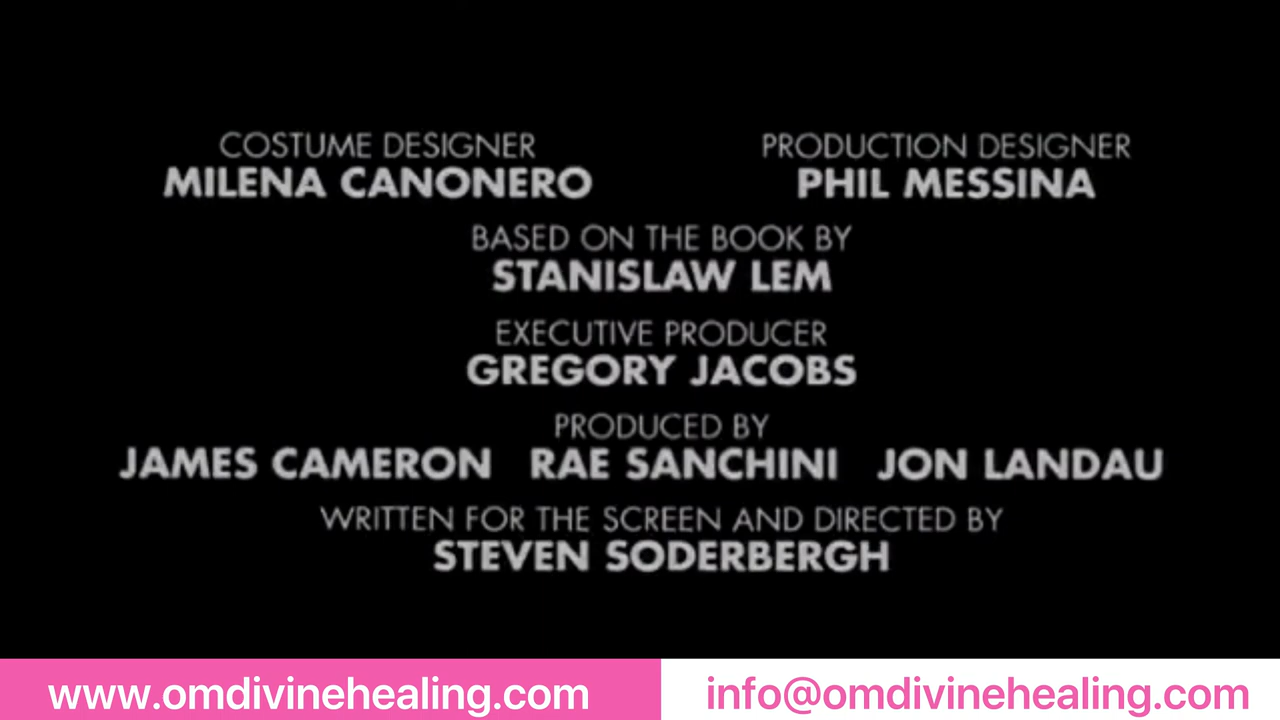 COSTUME DESIGNER
MILENA CANONERO
PRODUCTION DESIGNER
PHIL MESSINA
BASED ON THE BOOK BY
STANISLAW LEM
EXECUTIVE PRODUCER
GREGORY JACOBS
PRODUCED BY
JAMES CAMERON RAE SANCHINI JON LANDAU
WRITTEN FOR THE SCREEN AND DIRECTED BY
STEVEN SODERBERGH
www.omdivinehealing.com
info@omdivinehealing.com